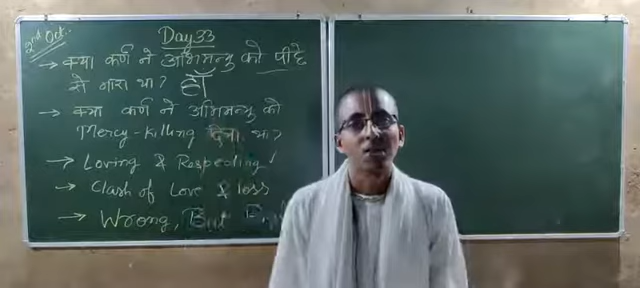 2nd Oct.
Day 33
→ क्या कर्ण ने अभिमन्यु को पीछे
से मारा था? हाँ
→ क्या कर्ण ने अभिमन्यु को
Mercy-Killing देना था?
→ Loving & Respecting
→ Clash of Love & loss
→ Wrong, But